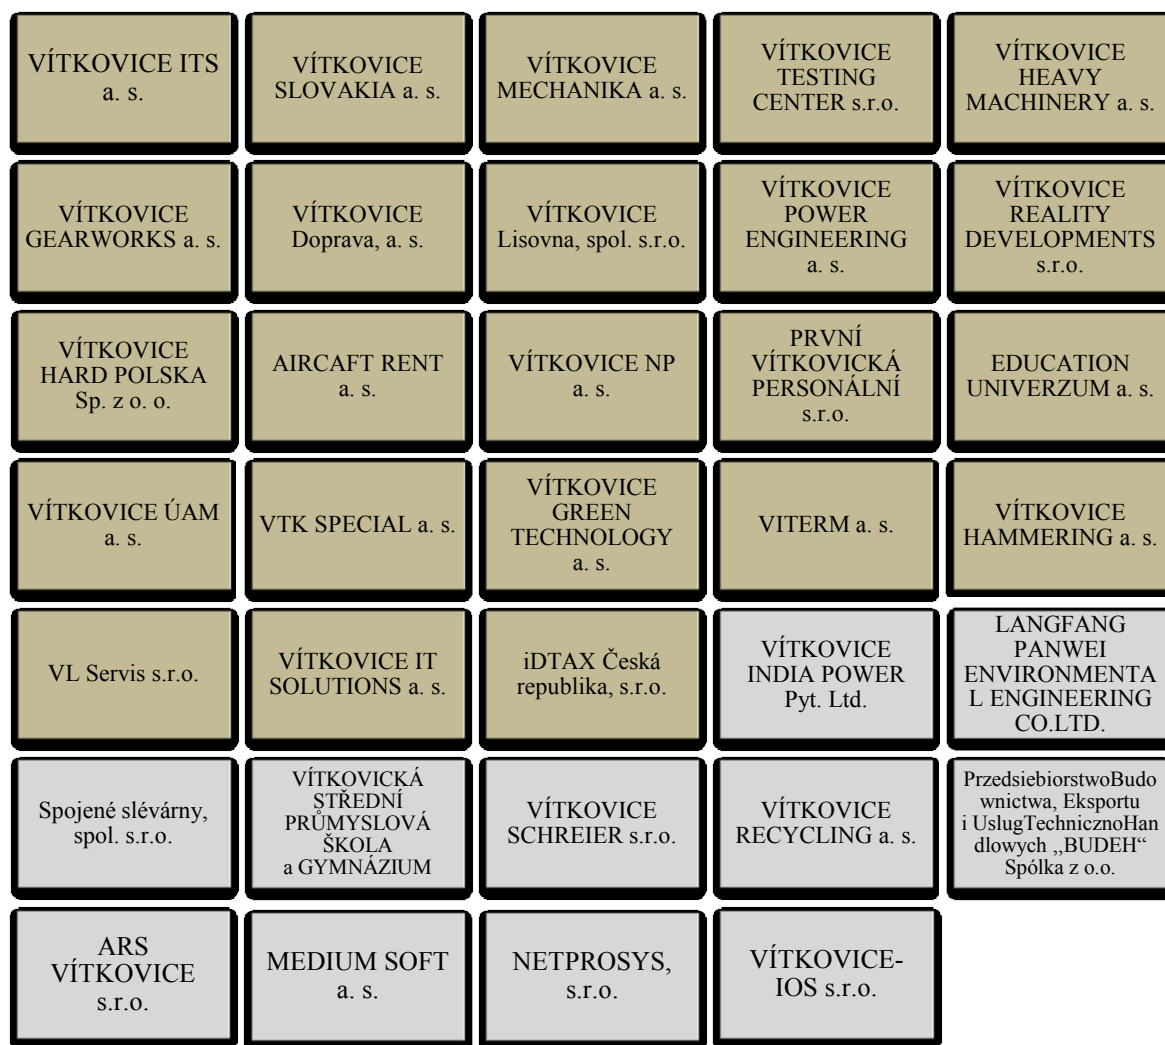 VÍTKOVICE ITS
a. s.
VÍTKOVICE
SLOVAKIA a. s.
VÍTKOVICE
MECHANIKA a. s.
VÍTKOVICE
TESTING
CENTER s.r.o.
VÍTKOVICE
HEAVY
MACHINERY a. s.
VÍTKOVICE
GEARWORKS a. s.
VÍTKOVICE
Doprava, a. s.
VÍTKOVICE
Lisovna, spol. s.r.o.
VÍTKOVICE
POWER
ENGINEERING
a. s.
VÍTKOVICE
REALITY
DEVELOPMENTS
s.r.o.
VÍTKOVICE
HARD POLSKA
Sp. z o. o.
AIRCAFT RENT
a. s.
VÍTKOVICE NP
a. s.
PRVNÍ
VÍTKOVICKÁ
PERSONÁLNÍ
s.r.o.
EDUCATION
UNIVERZUM a. s.
VÍTKOVICE ÚAM
a. s.
VTK SPECIAL a. s.
VÍTKOVICE
GREEN
TECHNOLOGY
a. s.
VITERM a. s.
VÍTKOVICE
HAMMERING a. s.
VL Servis s.r.o.
VÍTKOVICE IT
SOLUTIONS a. s.
iDTAX Česká
republika, s.r.o.
VÍTKOVICE
INDIA POWER
Pyt. Ltd.
LANGFANG
PANWEI
ENVIRONMENTA
L ENGINEERING
CO.LTD.
Spojené slévárny,
spol. s.r.o.
VÍTKOVICKÁ
STŘEDNÍ
PRŮMYSLOVÁ
ŠKOLA
a GYMNÁZIUM
VÍTKOVICE
SCHREIER s.r.o.
VÍTKOVICE
RECYCLING a. s.
PrzedsiebiorstwoBudo
wnictwa, Eksportu
i UslugTechnicznoHan
dlowych ,,BUDEH“
Spólka z o.o.
ARS
VÍTKOVICE
s.r.o.
MEDIUM SOFT
a. s.
NETPROSYS,
s.r.o.
VÍTKOVICE-
IOS s.r.o.